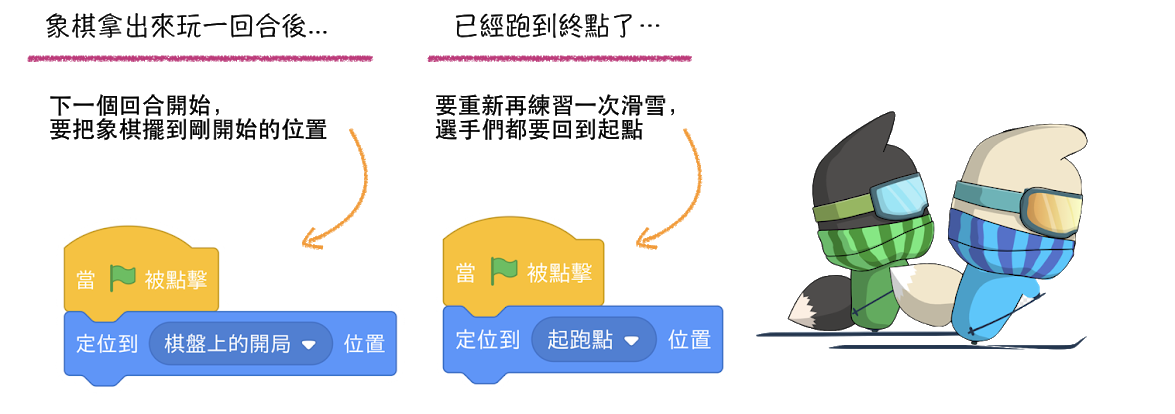 象棋拿出來玩一回合後...
下一個回合開始，
要把象棋擺到剛開始的位置
當 被點擊
定位到 棋盤上的開局 位置
已經跑到終點了…
要重新再練習一次滑雪，
選手們都要回到起點
當 被點擊
定位到 起跑點 位置